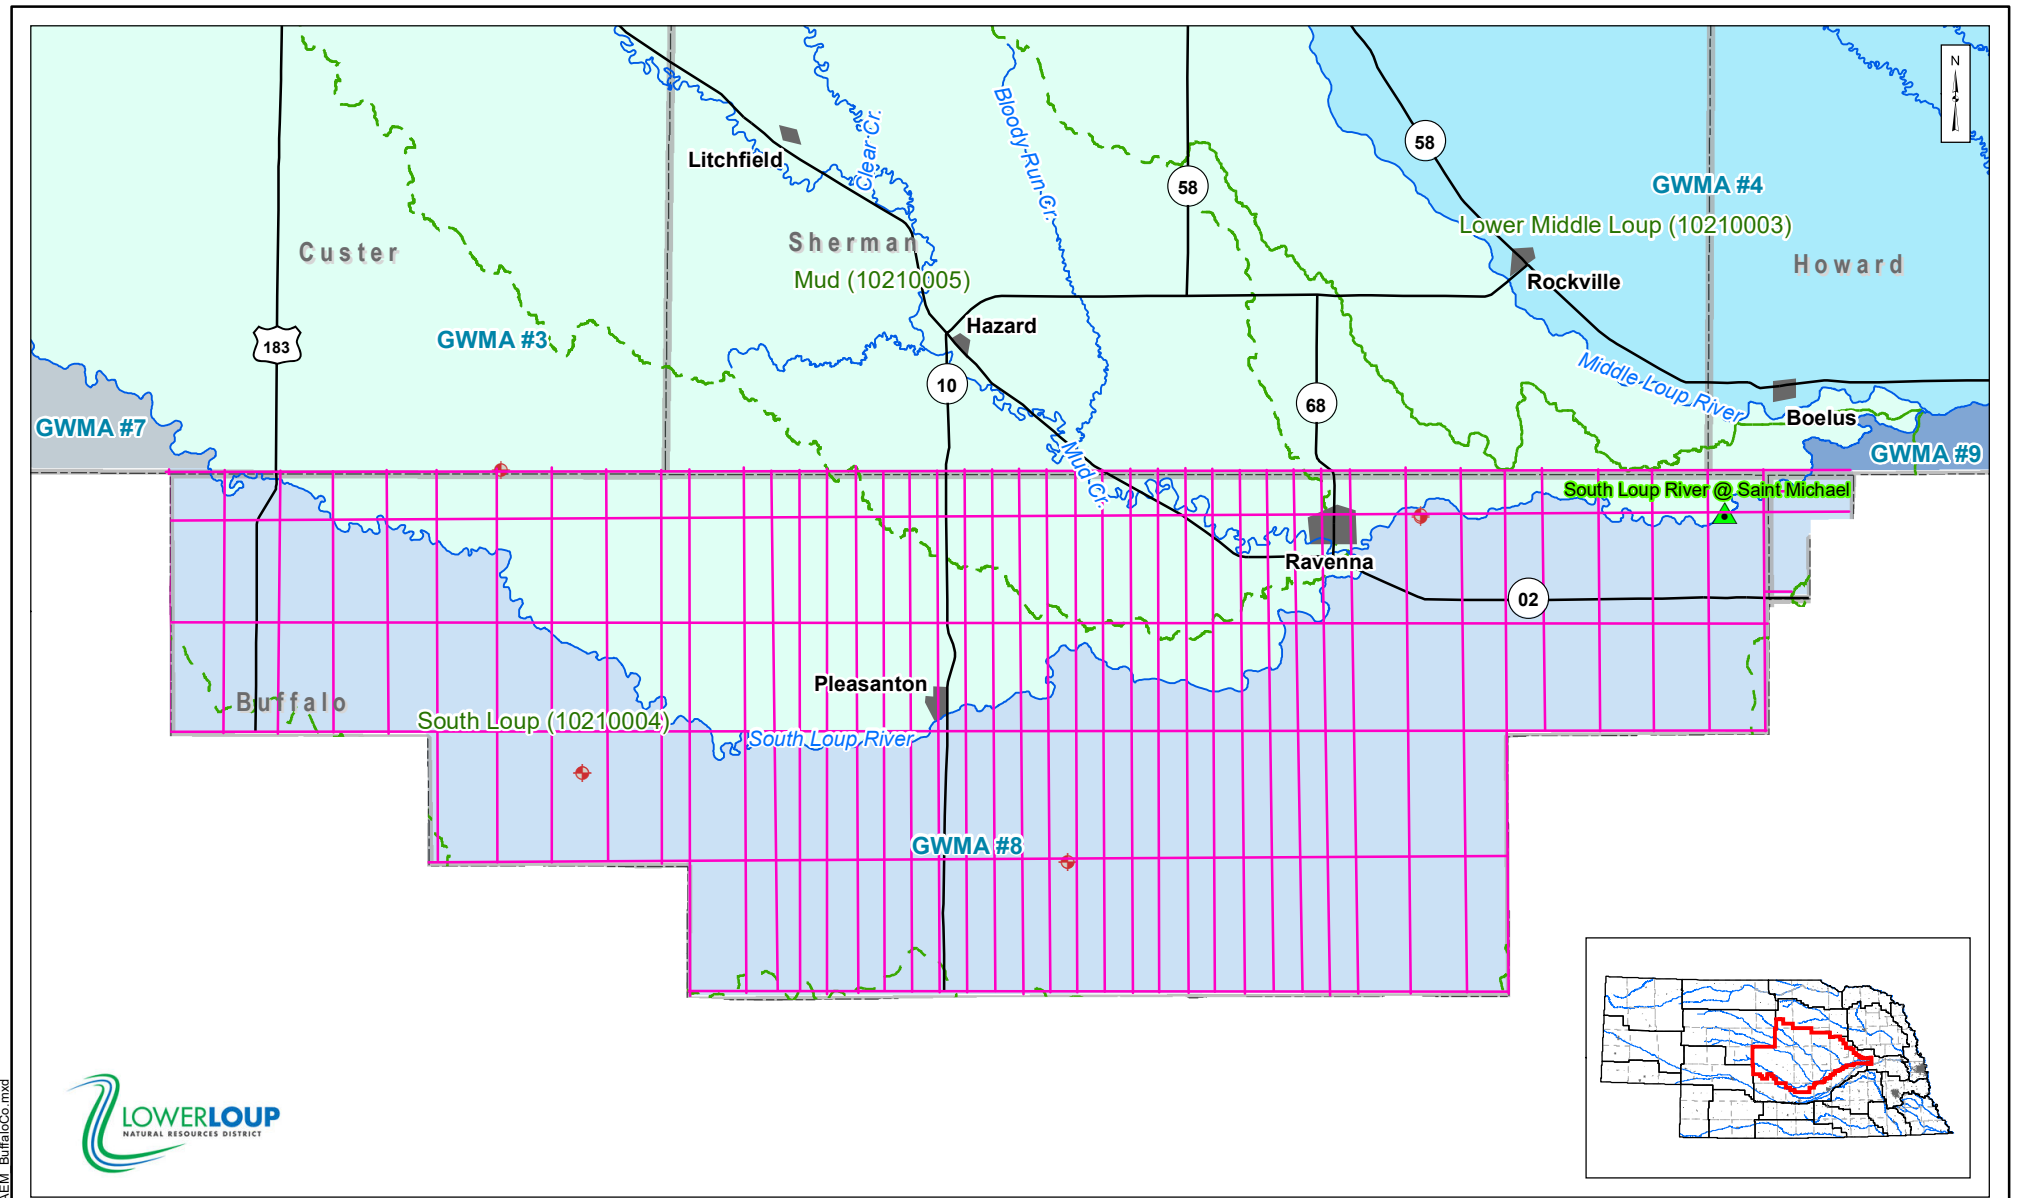 N
Clear Cr.
Bloody Run Cr.
58
Litchfield
58
GWMA #4
Lower Middle Loup (10210003)
Custer
Sherman
Howard
Mud (10210005)
Rockville
Hazard
GWMA #3
183
10
Middle Loup River
68
Boelus
GWMA #7
GWMA #9
Mud Cr.
South Loup River @ Saint Michael
Ravenna
02
Pleasanton
Buffalo
South Loup (10210004)
South Loup River
GWMA #8
LOWERLOUP
NATURAL RESOURCES DISTRICT
AEM_BuffaloCo.mxd